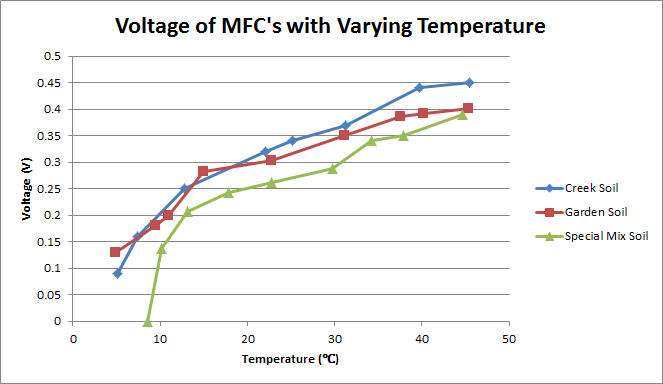 Voltage of MFC's with Varying Temperature
0.5
0.45
0.4
0.35
0.3
0.25
0.2
0.15
0.1
0.05
0
Voltage (V)
0 10 20 30 40 50
Temperature (℃)
Creek Soil
Garden Soil
Special Mix Soil